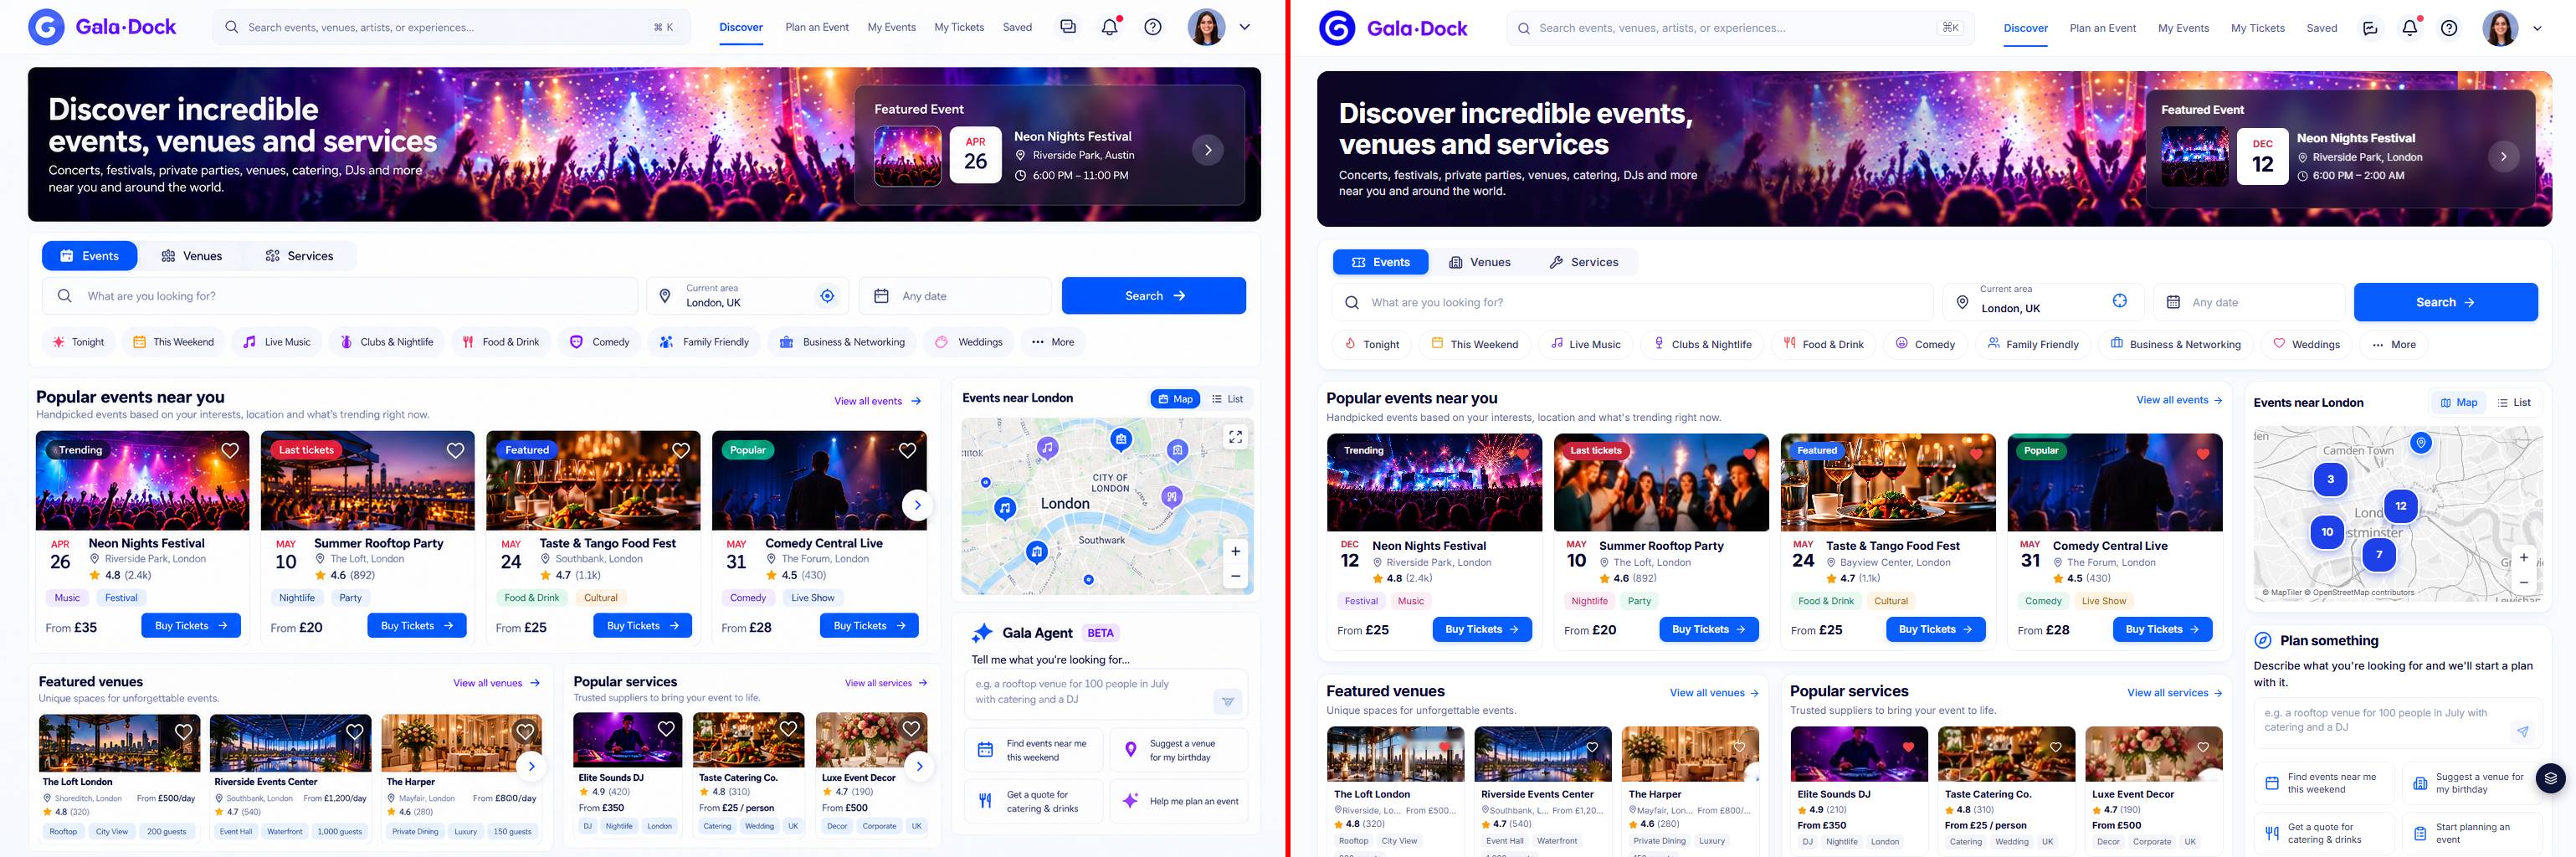 Gala·Dock
Search events, venues, artists, or experiences...
⌘ K
Discover
Plan an Event
My Events
My Tickets
Saved
Discover incredible
events, venues and services
Concerts, festivals, private parties, venues, catering, DJs and more
near you and around the world.
Featured Event
APR
26
Neon Nights Festival
Riverside Park, Austin
6:00 PM – 11:00 PM
Events
Venues
Services
What are you looking for?
Current area
London, UK
Any date
Search
Tonight
This Weekend
Live Music
Clubs & Nightlife
Food & Drink
Comedy
Family Friendly
Business & Networking
Weddings
More
Popular events near you
Handpicked events based on your interests, location and what's trending right now.
View all events
Trending
APR
26
Neon Nights Festival
Riverside Park, London
4.8 (2.4k)
Music
Festival
From £35
Buy Tickets
Last tickets
MAY
10
Summer Rooftop Party
The Loft, London
4.6 (892)
Nightlife
Party
From £20
Buy Tickets
Featured
MAY
24
Taste & Tango Food Fest
Southbank, London
4.7 (1.1k)
Food & Drink
Cultural
From £25
Buy Tickets
Popular
MAY
31
Comedy Central Live
The Forum, London
4.5 (430)
Comedy
Live Show
From £28
Buy Tickets
Events near London
Map
List
CITY OF
LONDON
London
Southwark
Featured venues
Unique spaces for unforgettable events.
View all venues
The Loft London
Shoreditch, London
From £500/day
4.8 (320)
Rooftop
City View
200 guests
Riverside Events Center
Southbank, London
From £1,200/day
4.7 (540)
Event Hall
Waterfront
1,000 guests
The Harper
Mayfair, London
From £800/day
4.6 (280)
Private Dining
Luxury
150 guests
Popular services
Trusted suppliers to bring your event to life.
View all services
Elite Sounds DJ
4.9 (420)
From £350
DJ
Nightlife
London
Taste Catering Co.
4.8 (310)
From £25 / person
Catering
Wedding
UK
Luxe Event Decor
4.7 (190)
From £500
Decor
Corporate
UK
Gala Agent
BETA
Tell me what you're looking for...
e.g. a rooftop venue for 100 people in July
with catering and a DJ
Find events near me
this weekend
Suggest a venue
for my birthday
Get a quote for
catering & drinks
Help me plan an event
Gala·Dock
Search events, venues, artists, or experiences...
⌘K
Discover
Plan an Event
My Events
My Tickets
Saved
Discover incredible events,
venues and services
Concerts, festivals, private parties, venues, catering, DJs and more
near you and around the world.
Featured Event
DEC
12
Neon Nights Festival
Riverside Park, London
6:00 PM – 2:00 AM
Events
Venues
Services
What are you looking for?
Current area
London, UK
Any date
Search
Tonight
This Weekend
Live Music
Clubs & Nightlife
Food & Drink
Comedy
Family Friendly
Business & Networking
Weddings
More
Popular events near you
Handpicked events based on your interests, location and what's trending right now.
View all events
Trending
DEC
12
Neon Nights Festival
Riverside Park, London
4.8 (2.4k)
Festival
Music
From £25
Buy Tickets
Last tickets
MAY
10
Summer Rooftop Party
The Loft, London
4.6 (892)
Nightlife
Party
From £20
Buy Tickets
Featured
MAY
24
Taste & Tango Food Fest
Bayview Center, London
4.7 (1.1k)
Food & Drink
Cultural
From £25
Buy Tickets
Popular
MAY
31
Comedy Central Live
The Forum, London
4.5 (430)
Comedy
Live Show
From £28
Buy Tickets
Events near London
Map
List
den
Camden Town
3
12
Lond
10
stminster
7
© MapTiler © OpenStreetMap contributors
Featured venues
Unique spaces for unforgettable events.
View all venues
The Loft London
Riverside, Lo...
From £500...
4.8 (320)
Rooftop
City View
Riverside Events Center
Southbank, L...
From £1,20...
4.7 (540)
Event Hall
Waterfront
The Harper
Mayfair, Lon...
From £800/...
4.6 (280)
Private Dining
Luxury
Popular services
Trusted suppliers to bring your event to life.
View all services
Elite Sounds DJ
4.9 (210)
From £350
DJ
Nightlife
London
Taste Catering Co.
4.8 (310)
From £25 / person
Catering
Wedding
UK
Luxe Event Decor
4.7 (190)
From £500
Decor
Corporate
UK
Plan something
Describe what you're looking for and we'll start a plan
with it.
e.g. a rooftop venue for 100 people in July with
catering and a DJ
Find events near me
this weekend
Suggest a venue for
my birthday
Get a quote for
catering & drinks
Start planning an
event